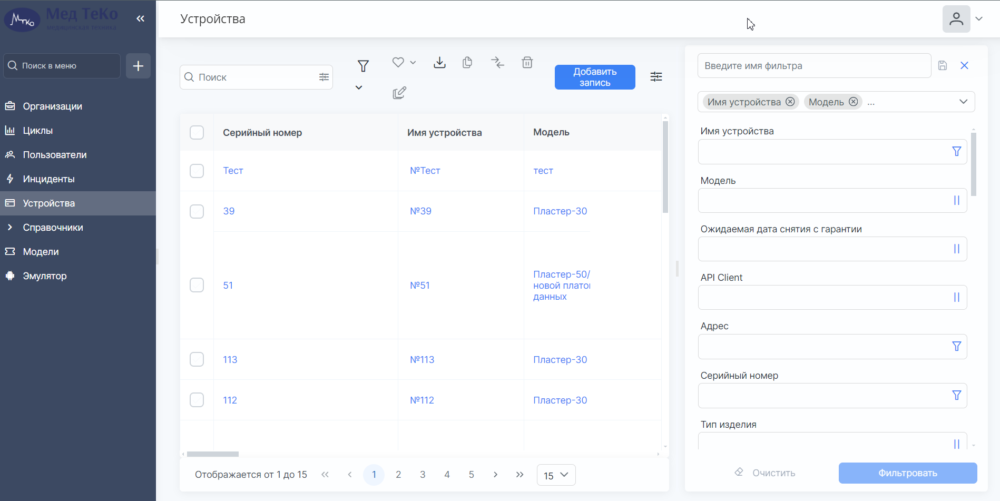 МТКо
Мед ТеКо
медицинская техника
Устройства
Поиск в меню
Организации
Циклы
Пользователи
Инциденты
Устройства
Справочники
Модели
Эмулятор
Поиск
Добавить
запись
Серийный номер
Имя устройства
Модель
Тест
№Тест
тест
39
№39
Пластер-30
51
№51
Пластер-50/
новой плато
данных
113
№113
Пластер-30
112
№112
Пластер-30
Отображается от 1 до 15
1
2
3
4
5
15
Введите имя фильтра
Имя устройства
Модель
...
Имя устройства
Модель
Ожидаемая дата снятия с гарантии
API Client
Адрес
Серийный номер
Тип изделия
Очистить
Фильтровать